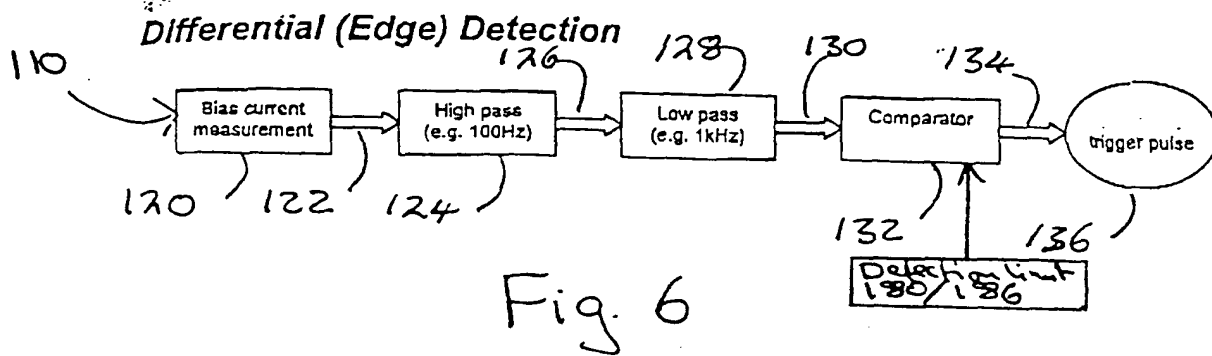 Differential (Edge) Detection
110
126
128
130
134
Bias current
measurement
High pass
(e.g. 100Hz)
Low pass
(e.g. 1kHz)
Comparator
trigger pulse
120
122
124
132
136
Detection limit
180/186
Fig. 6